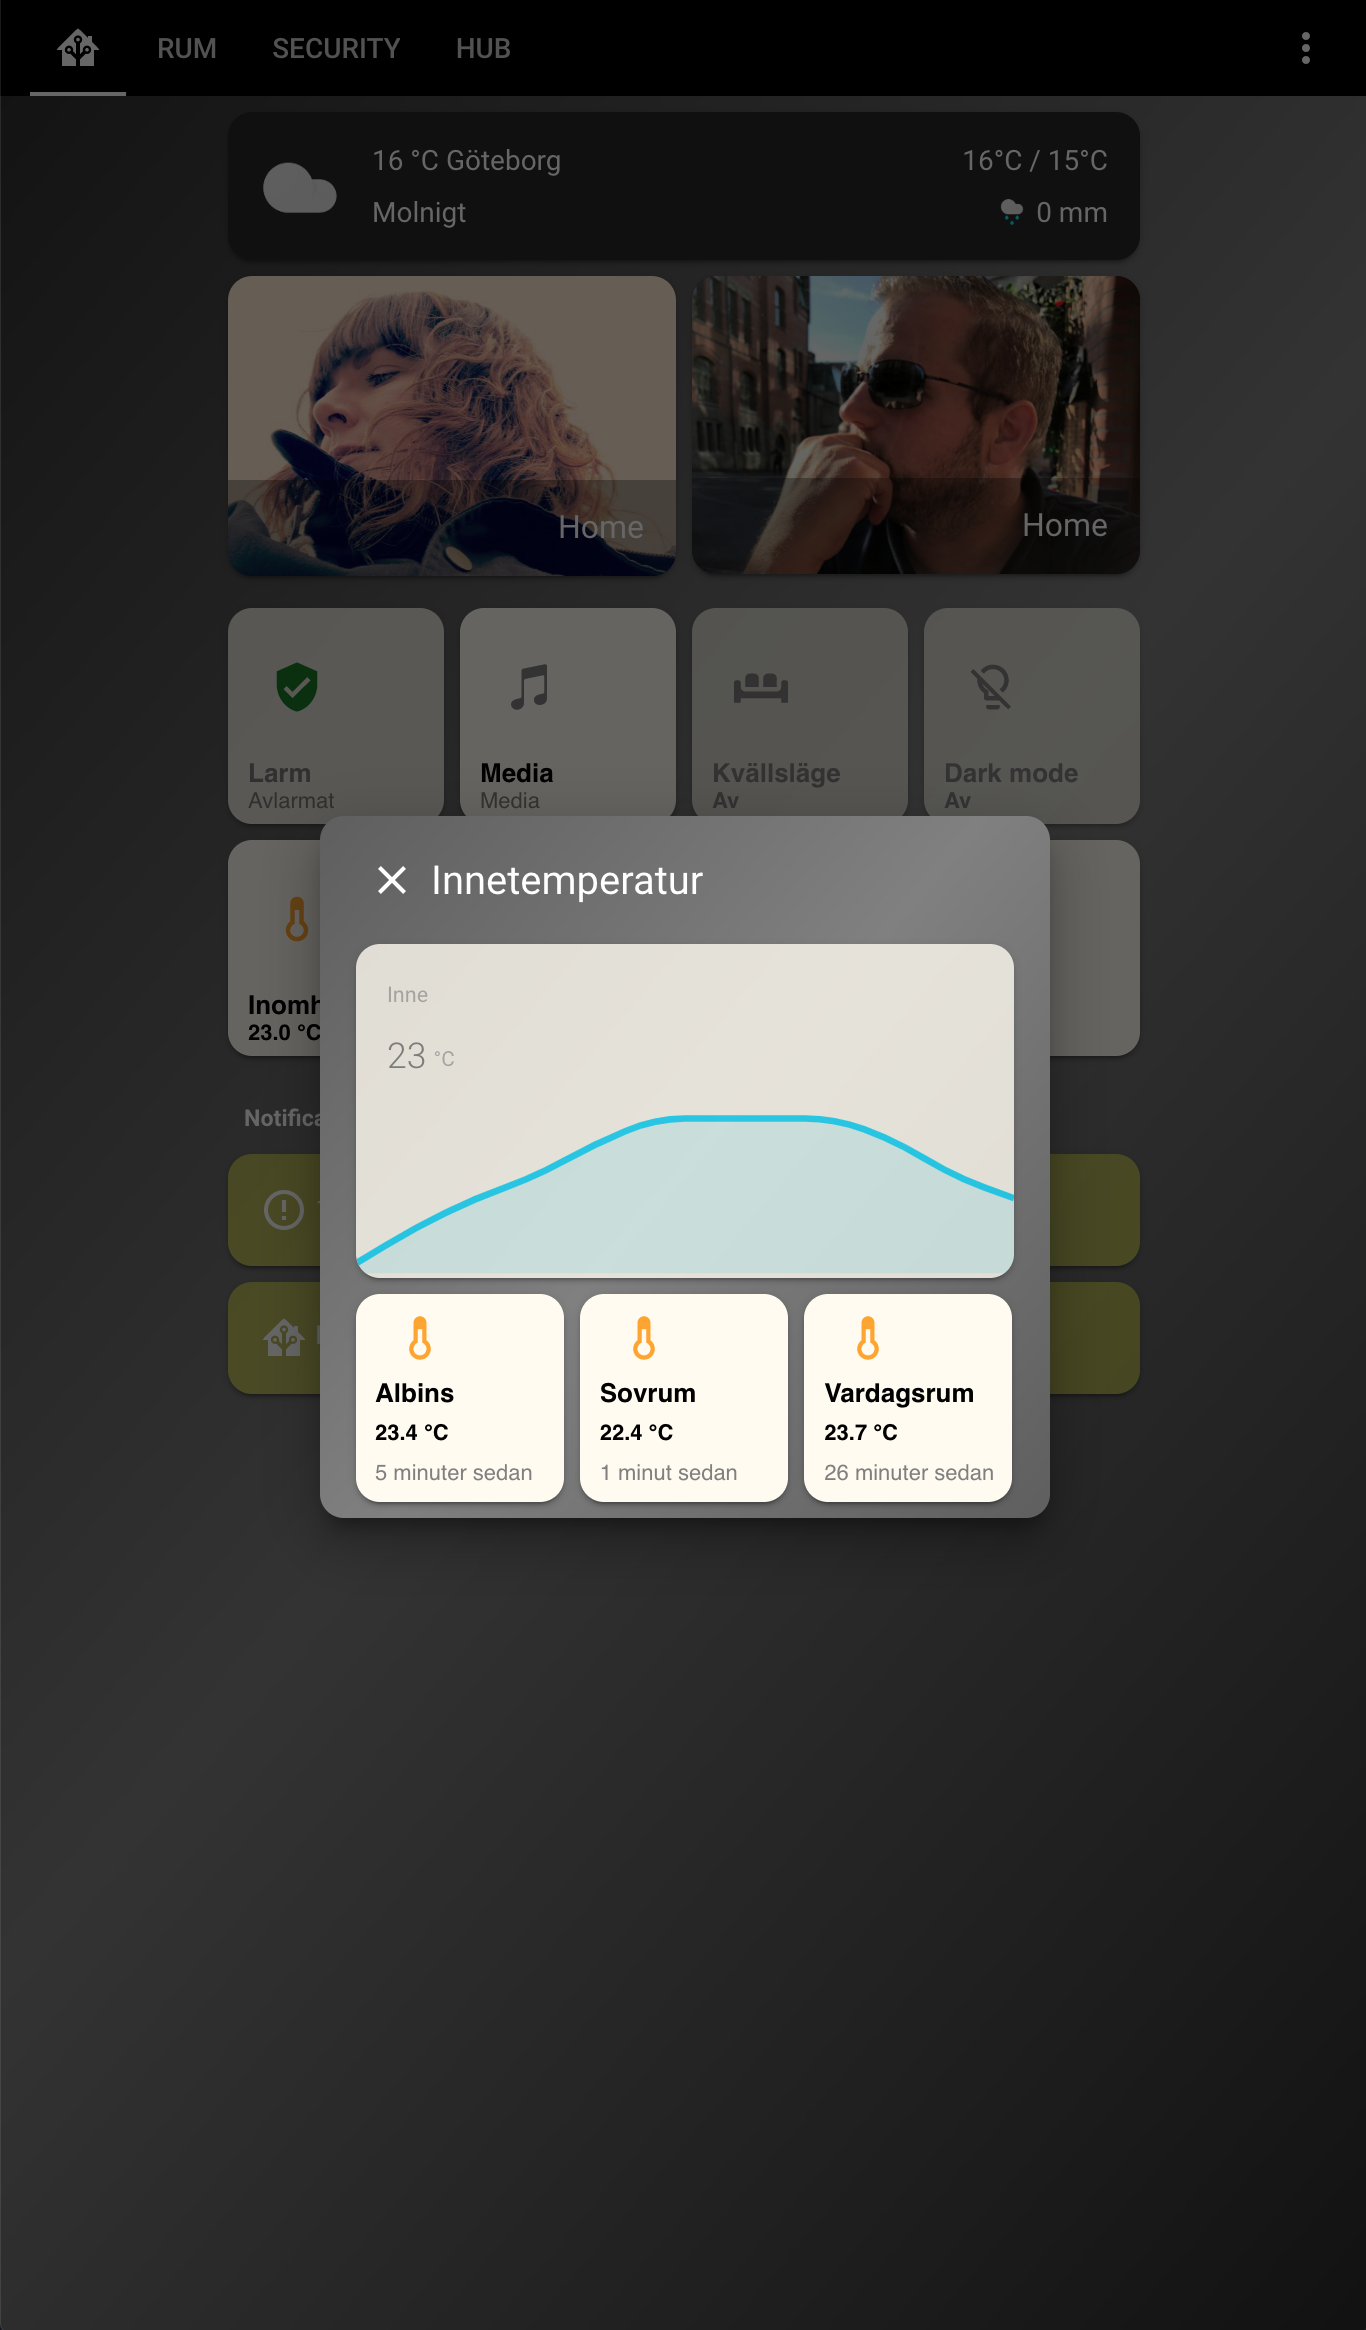 RUM SECURITY HUB
16 °C Göteborg 16°C / 15°C
Molnigt 0 mm
Home Home
Larm Media Kvällsläge Dark mode
Avlarmat Media Av Av
Innetemperatur
Inne
23 °C
23.0 °C
Albins Sovrum Vardagsrum
23.4 °C 22.4 °C 23.7 °C
5 minuter sedan 1 minut sedan 26 minuter sedan